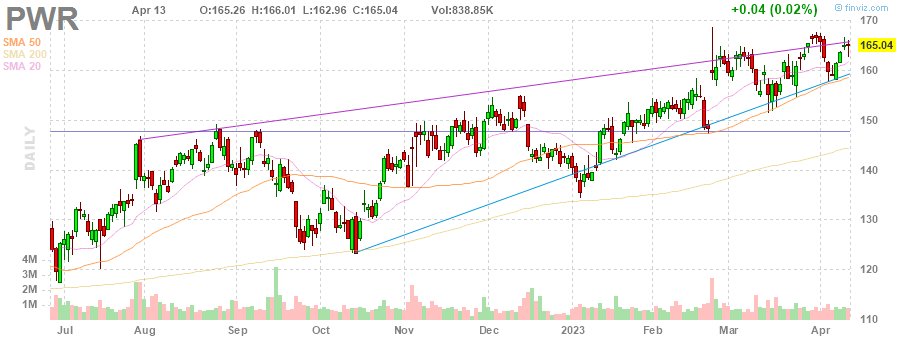 PWR Apr 13 O:165.26 H:166.01 L:162.96 C:165.04 Vol:838.85K +0.04 (0.02%) @ finviz.com
SMA 50
SMA 200
SMA 20
DAILY
170
165.04
160
150
140
130
120
110
4M
3M
2M
1M
Jul Aug Sep Oct Nov Dec 2023 Feb Mar Apr